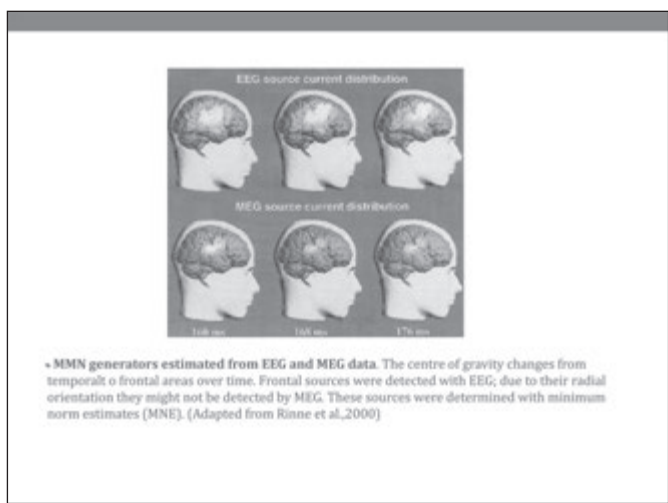 EEG source current distribution
MEG source current distribution
168 ms 176 ms
MMN generators estimated from EEG and MEG data. The centre of gravity changes from
temporalt o frontal areas over time. Frontal sources were detected with EEG; due to their radial
orientation they might not be detected by MEG. These sources were determined with minimum
norm estimates (MNE). (Adapted from Rinne et al.,2000)